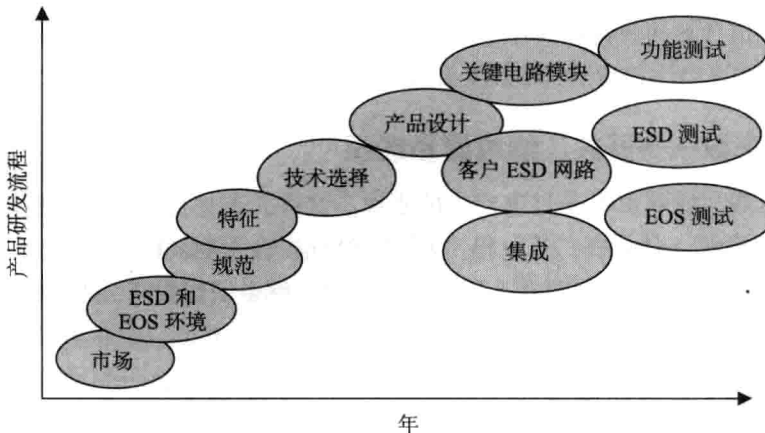 功能测试
关键电路模块
产品设计
ESD 测试
客户 ESD 网路
技术选择
特征
EOS 测试
规范
集成
ESD 和
EOS 环境
市场
产品研发流程
年